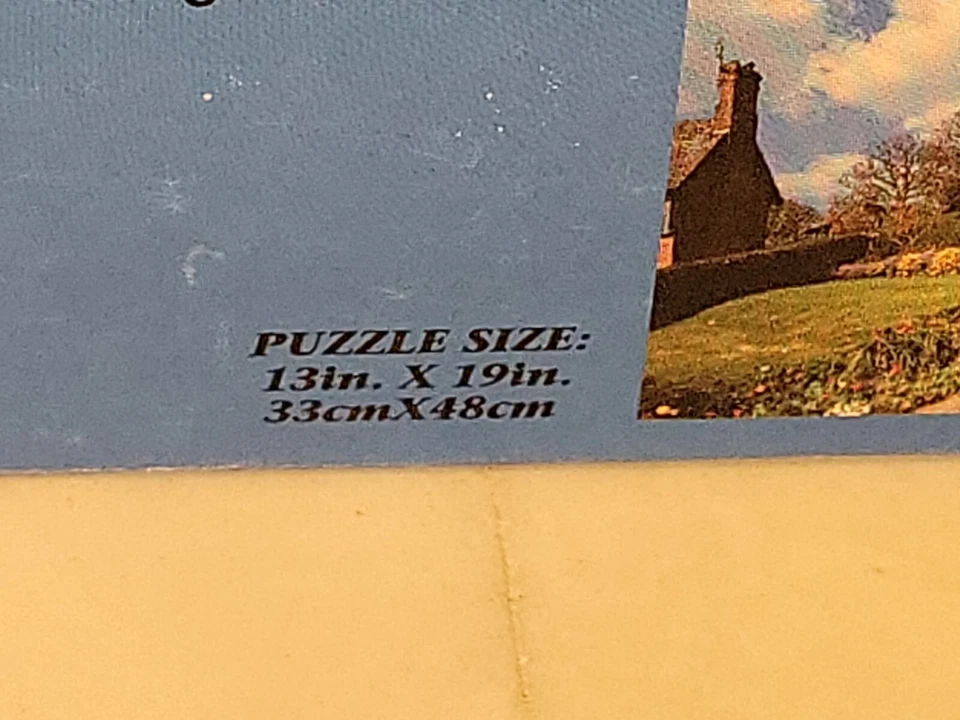 PUZZLE SIZE:
13in. X 19in.
33cmX48cm